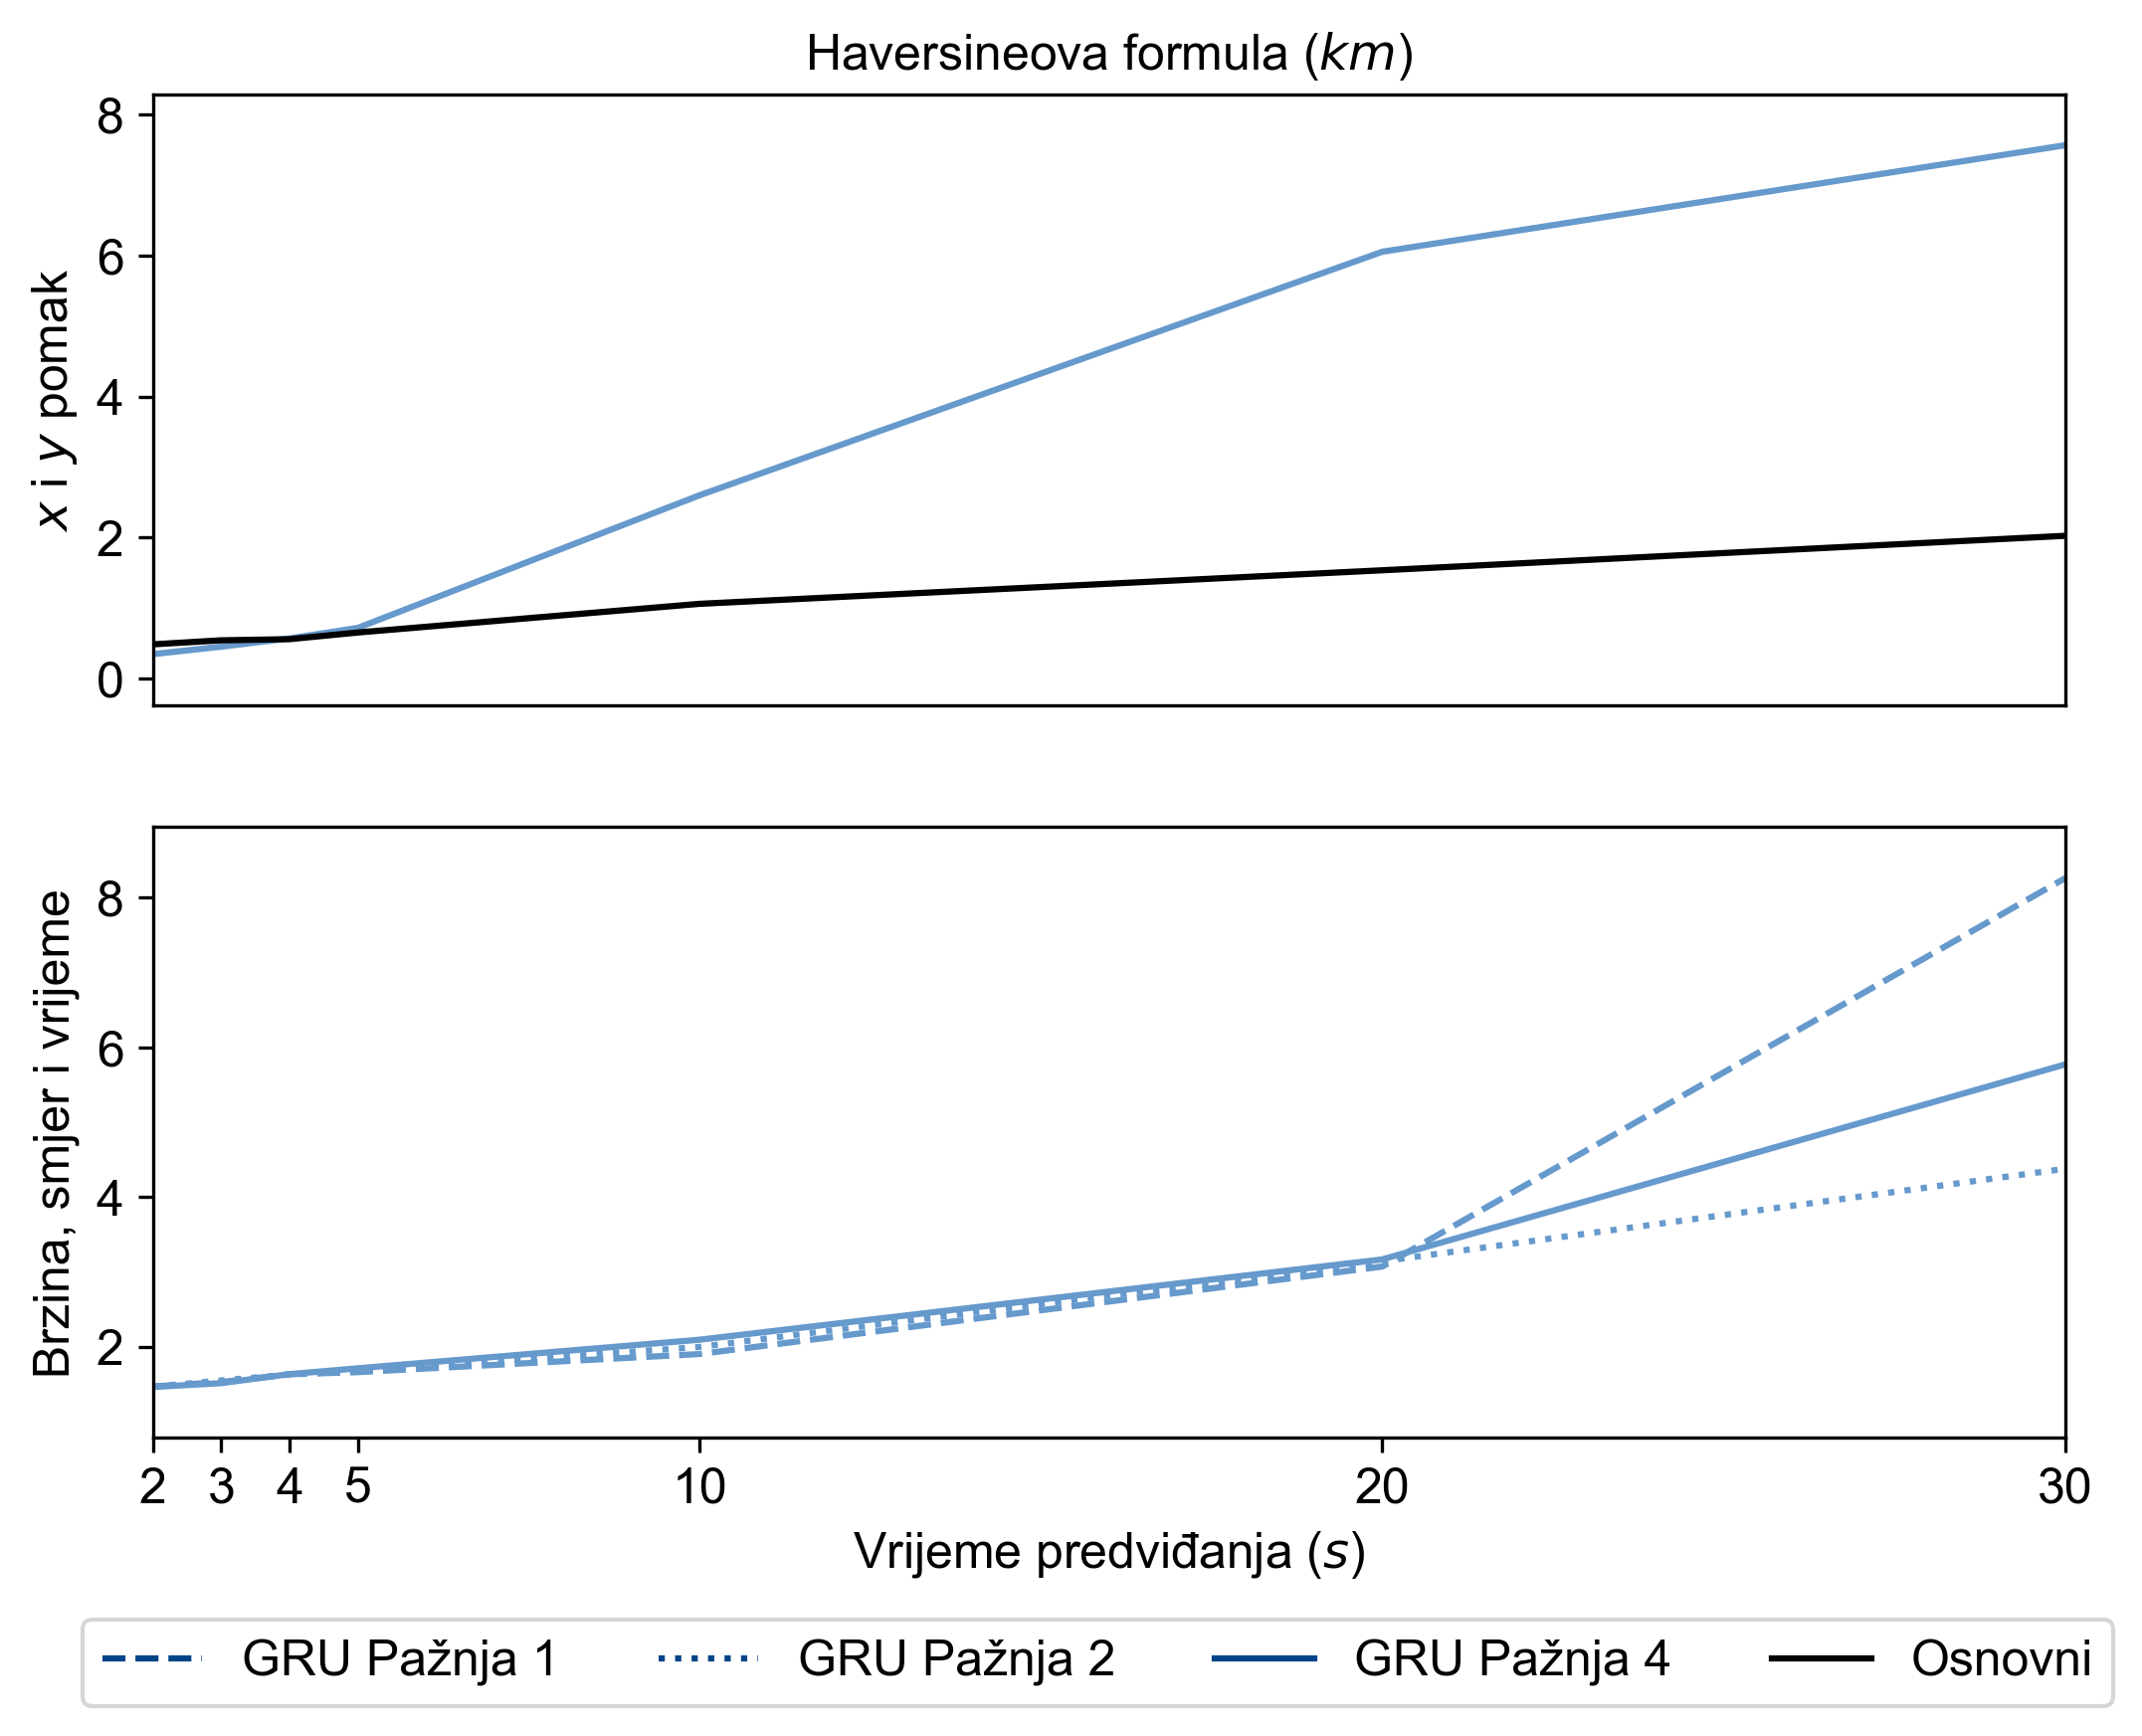 Haversineova formula (km)
x i y pomak
8
6
4
2
0
Brzina, smjer i vrijeme
8
6
4
2
2 3 4 5 10 20 30
Vrijeme predviđanja (s)
GRU Pažnja 1 GRU Pažnja 2 GRU Pažnja 4 Osnovni